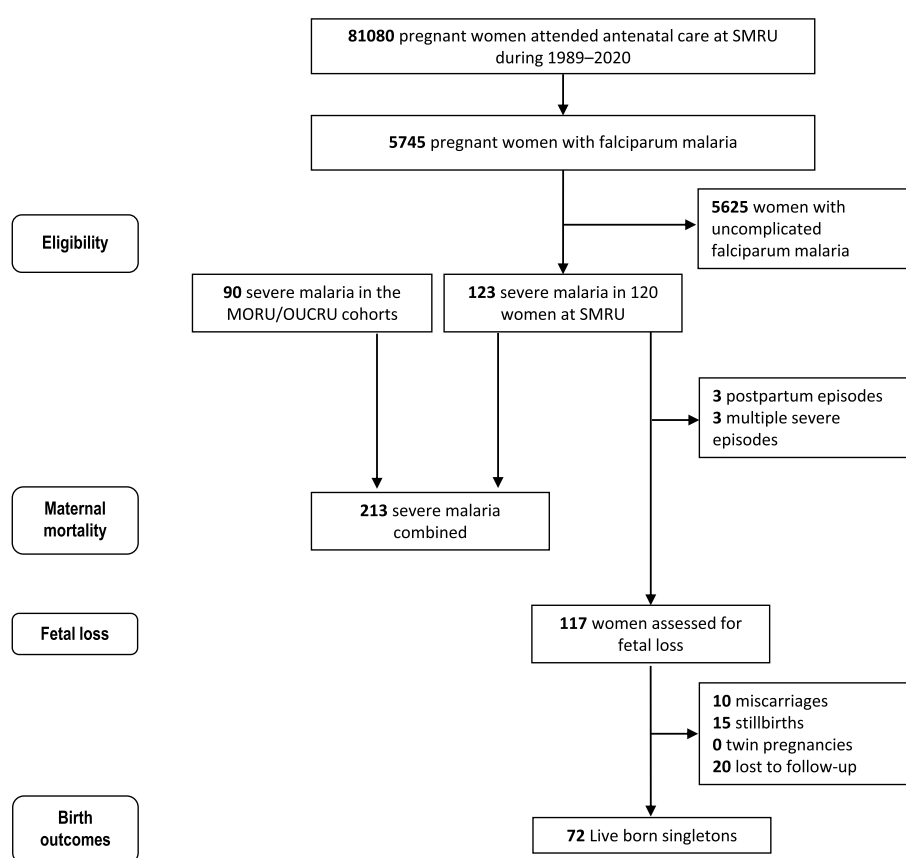 81080 pregnant women attended antenatal care at SMRU
during 1989–2020
5745 pregnant women with falciparum malaria
5625 women with
uncomplicated
falciparum malaria
Eligibility
90 severe malaria in the
MORU/OUCRU cohorts
123 severe malaria in 120
women at SMRU
3 postpartum episodes
3 multiple severe
episodes
Maternal
mortality
213 severe malaria
combined
Fetal loss
117 women assessed for
fetal loss
10 miscarriages
15 stillbirths
0 twin pregnancies
20 lost to follow-up
Birth
outcomes
72 Live born singletons